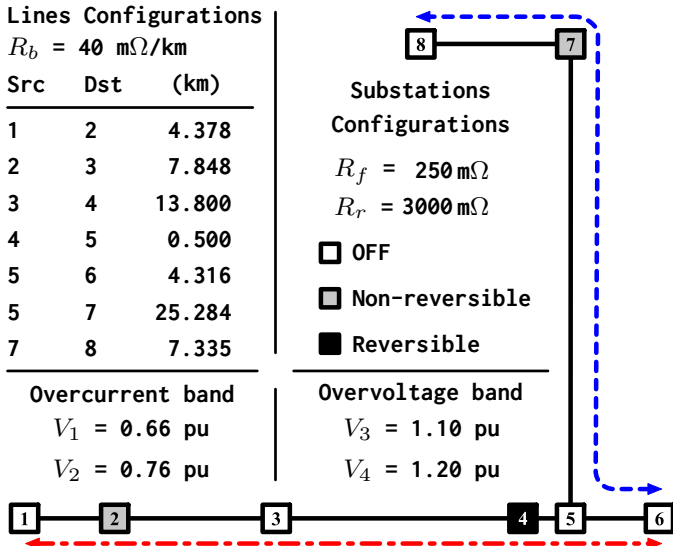 Lines Configurations
R_b = 40 mΩ/km
Src Dst (km)
1 2 4.378
2 3 7.848
3 4 13.800
4 5 0.500
5 6 4.316
5 7 25.284
7 8 7.335
8 7
Substations
Configurations
R_f = 250 mΩ
R_r = 3000 mΩ
OFF
Non-reversible
Reversible
Overcurrent band
V_1 = 0.66 pu
V_2 = 0.76 pu
Overvoltage band
V_3 = 1.10 pu
V_4 = 1.20 pu
1 2 3 4 5 6